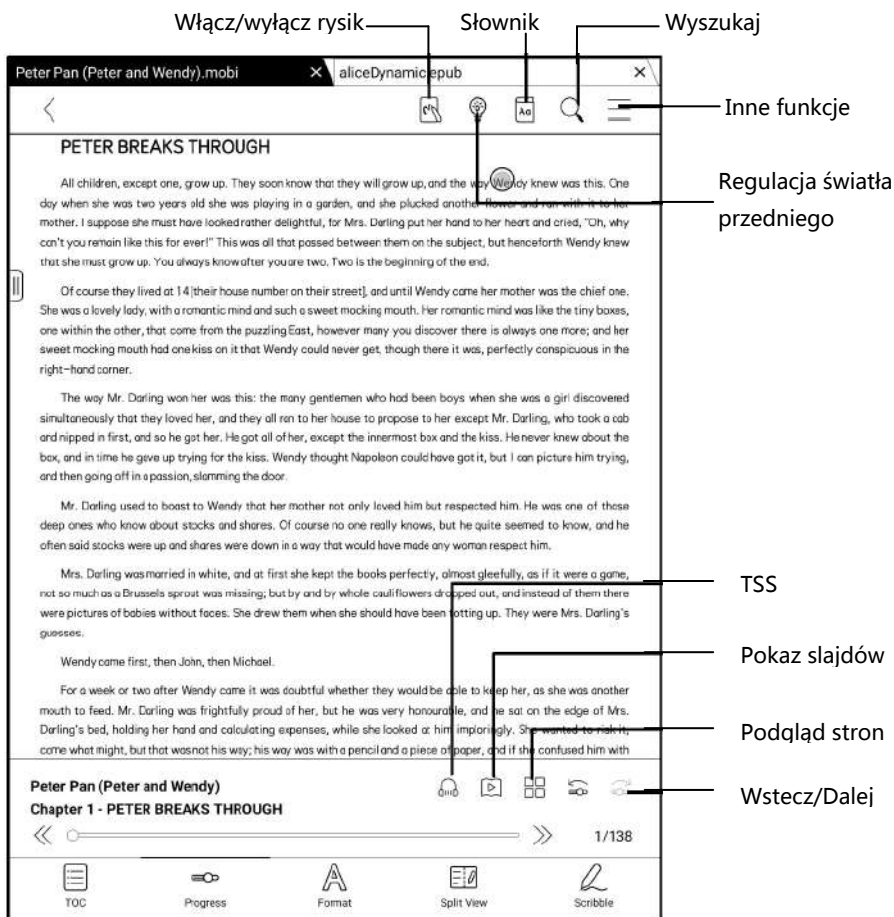 Włącz/wyłącz rysik Słownik Wyszukaj
Peter Pan (Peter and Wendy).mobi × aliceDynamic epub ×
Aa
Inne funkcje
PETER BREAKS THROUGH
All children, except one, grow up. They soon know that they will grow up, and the way Wendy knew was this. One
Regulacja światła
day when she was two years old she was playing in a garden, and she plucked another flower and ran with it to her
mother. I suppose she must have looked rather delightful, for Mrs. Darling put her hand to her heart and cried, "Oh, why
przedniego
can't you remain like this for ever!" This was all that passed between them on the subject, but henceforth Wendy knew
that she must grow up. You always know after you are two. Two is the beginning of the end.
Of course they lived at 14 [their house number on their street], and until Wendy came her mother was the chief one.
She was a lovely lady, with a romantic mind and such a sweet mocking mouth. Her romantic mind was like the tiny boxes,
one within the other, that come from the puzzling East, however many you discover there is always one more; and her
sweet mocking mouth had one kiss on it that Wendy could never get, though there it was, perfectly conspicuous in the
right-hand corner.
The way Mr. Darling won her was this: the many gentlemen who had been boys when she was a girl discovered
simultaneously that they loved her, and they all ran to her house to propose to her except Mr. Darling, who took a cab
and nipped in first, and so he got her. He got all of her, except the innermost box and the kiss. He never knew about the
box, and in time he gave up trying for the kiss. Wendy thought Napoleon could have got it, but I can picture him trying,
and then going off in a passion, slamming the door.
Mr. Darling used to boast to Wendy that her mother not only loved him but respected him. He was one of those
deep ones who know about stocks and shares. Of course no one really knows, but he quite seemed to know, and he
often said stocks were up and shares were down in a way that would have made any woman respect him.
Mrs. Darling was married in white, and at first she kept the books perfectly, almost gleefully, as if it were a game,
TSS
not so much as a Brussels sprout was missing; but by and by whole cauliflowers dropped out, and instead of them there
were pictures of babies without faces. She drew them when she should have been totting up. They were Mrs. Darling's
guesses.
Wendy came first, then John, then Michael.
Pokaz slajdów
For a week or two after Wendy came it was doubtful whether they would be able to keep her, as she was another
mouth to feed. Mr. Darling was frightfully proud of her, but he was very honourable, and he sat on the edge of Mrs.
Darling's bed, holding her hand and calculating expenses, while she looked at him imploringly. She wanted to risk it,
Podgląd stron
come what might, but that was not his way; his way was with a pencil and a piece of paper, and if she confused him with
Peter Pan (Peter and Wendy)
Wstecz/Dalej
Chapter 1 - PETER BREAKS THROUGH
1/138
TOC Progress Format Split View Scribble